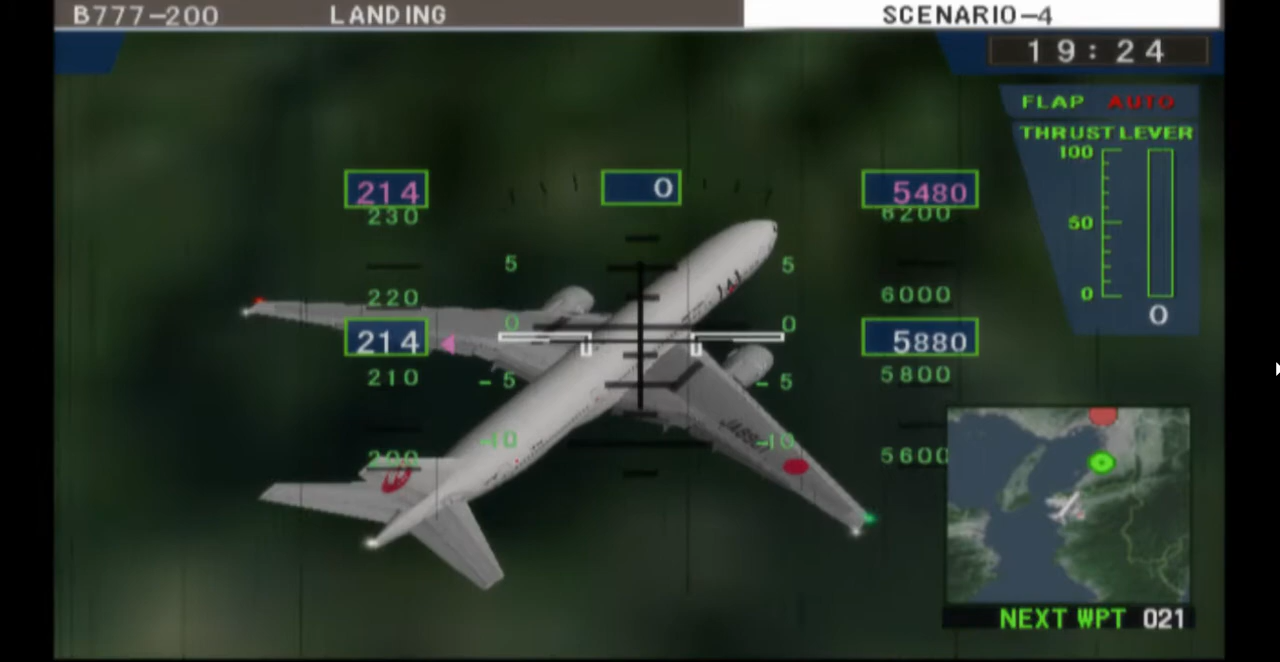 B777-200 LANDING SCENARIO-4
19:24
FLAP AUTO
THRUST LEVER
100
50
0
0
214 0 5480
230 6200
5 5
220 6000
0 0
214 5880
210 -5 -5 5800
-10 -10
200 5600
JAL
NEXT WPT 021